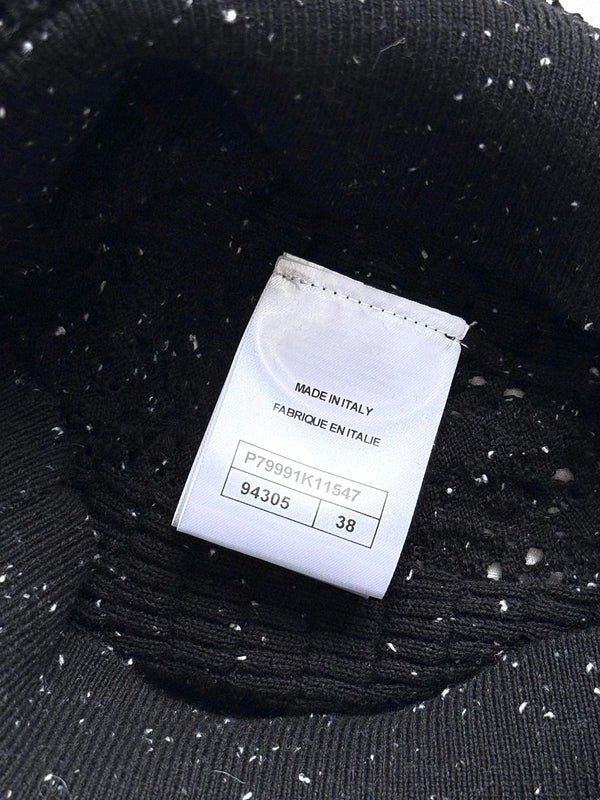 MADE IN ITALY
FABRIQUE EN ITALIE
P79991K11547
94305 38